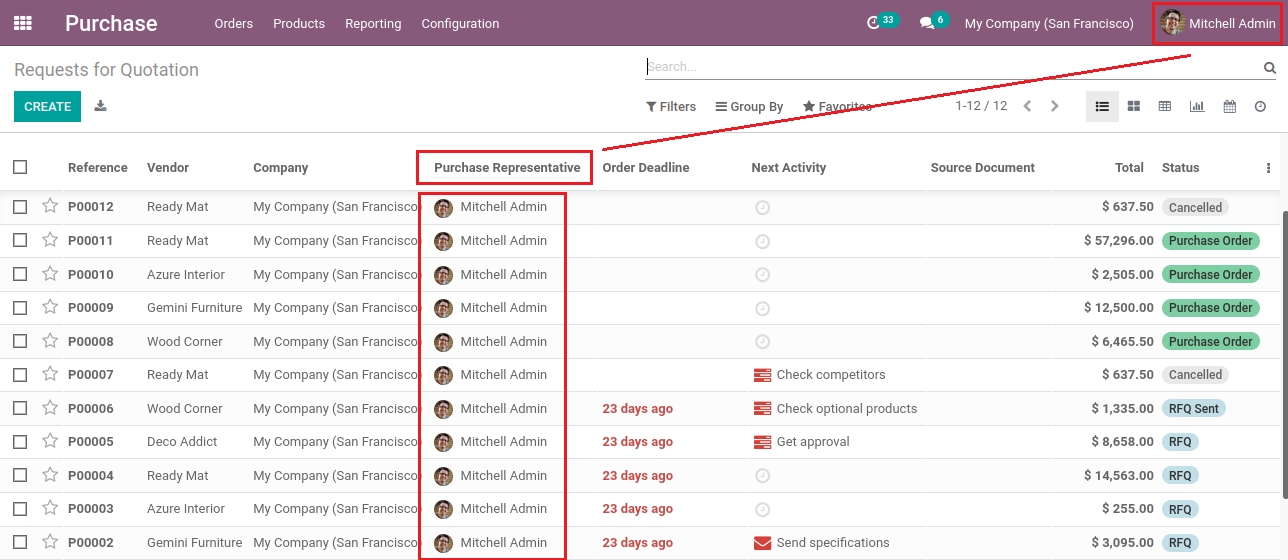 Purchase Orders Products Reporting Configuration 33 6 My Company (San Francisco) Mitchell Admin
Requests for Quotation Search...
CREATE Filters Group By Favorites 1-12 / 12
Reference Vendor Company Purchase Representative Order Deadline Next Activity Source Document Total Status
P00012 Ready Mat My Company (San Francisco) Mitchell Admin $ 637.50 Cancelled
P00011 Ready Mat My Company (San Francisco) Mitchell Admin $ 57,296.00 Purchase Order
P00010 Azure Interior My Company (San Francisco) Mitchell Admin $ 2,505.00 Purchase Order
P00009 Gemini Furniture My Company (San Francisco) Mitchell Admin $ 12,500.00 Purchase Order
P00008 Wood Corner My Company (San Francisco) Mitchell Admin $ 6,465.50 Purchase Order
P00007 Ready Mat My Company (San Francisco) Mitchell Admin Check competitors $ 637.50 Cancelled
P00006 Wood Corner My Company (San Francisco) Mitchell Admin 23 days ago Check optional products $ 1,335.00 RFQ Sent
P00005 Deco Addict My Company (San Francisco) Mitchell Admin 23 days ago Get approval $ 8,658.00 RFQ
P00004 Ready Mat My Company (San Francisco) Mitchell Admin 23 days ago $ 14,563.00 RFQ
P00003 Azure Interior My Company (San Francisco) Mitchell Admin 23 days ago $ 255.00 RFQ
P00002 Gemini Furniture My Company (San Francisco) Mitchell Admin 23 days ago Send specifications $ 3,095.00 RFQ